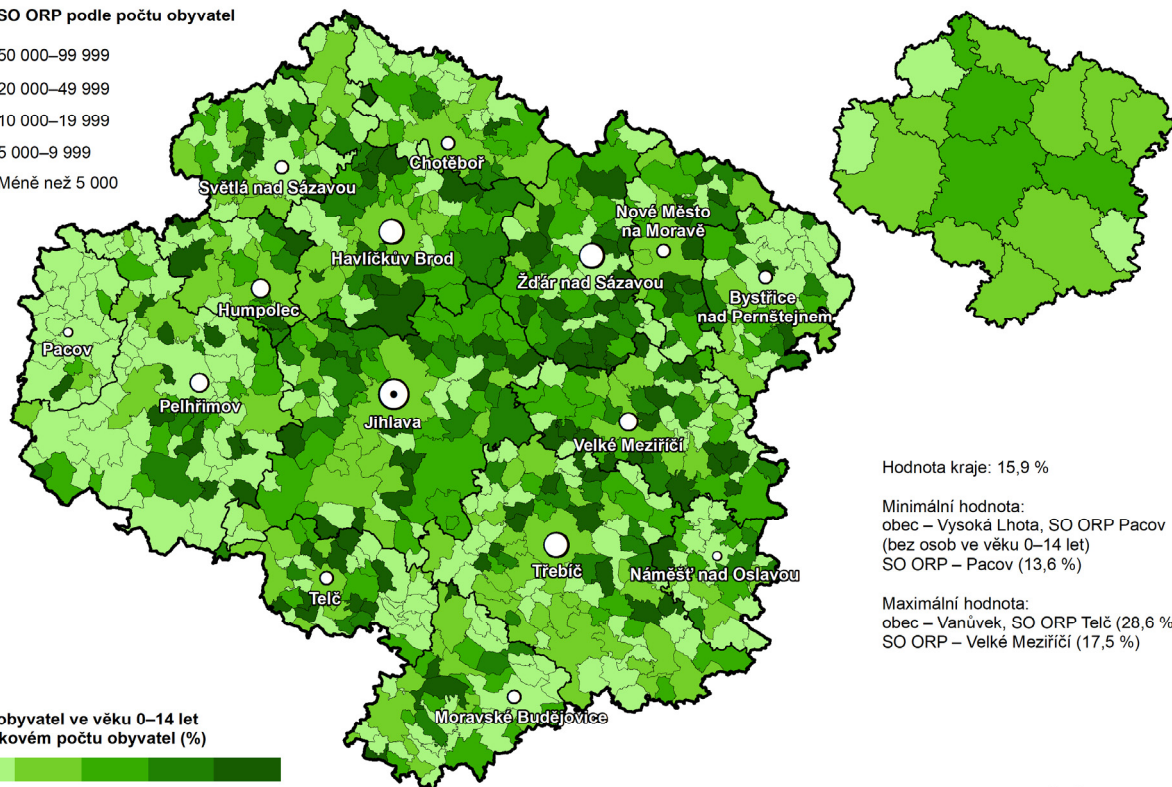 SO ORP podle počtu obyvatel
50 000–99 999
20 000–49 999
10 000–19 999
5 000–9 999
Méně než 5 000
Chotěboř
Světlá nad Sázavou
Nové Město
na Moravě
Havlíčkův Brod
Žďár nad Sázavou
Humpolec
Bystřice
nad Pernštejnem
Pacov
Pelhřimov
Jihlava
Velké Meziříčí
Třebíč
Náměšť nad Oslavou
Telč
Moravské Budějovice
Hodnota kraje: 15,9 %
Minimální hodnota:
obec – Vysoká Lhota, SO ORP Pacov
(bez osob ve věku 0–14 let)
SO ORP – Pacov (13,6 %)
Maximální hodnota:
obec – Vanůvek, SO ORP Telč (28,6 %
SO ORP – Velké Meziříčí (17,5 %)
obyvatel ve věku 0–14 let
kovém počtu obyvatel (%)